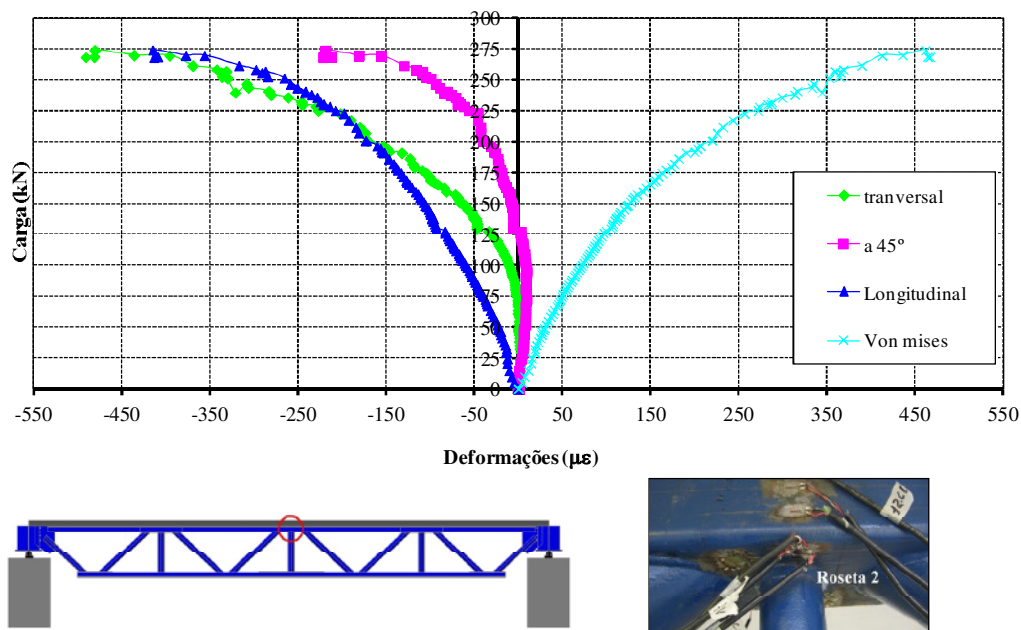 300
275
250
225
200
175
150
125
100
75
50
25
0
Carga (kN)
-550 -450 -350 -250 -150 -50 50 150 250 350 450 550
Deformações (με)
tranversal
a 45º
Longitudinal
Von mises
Roseta 2